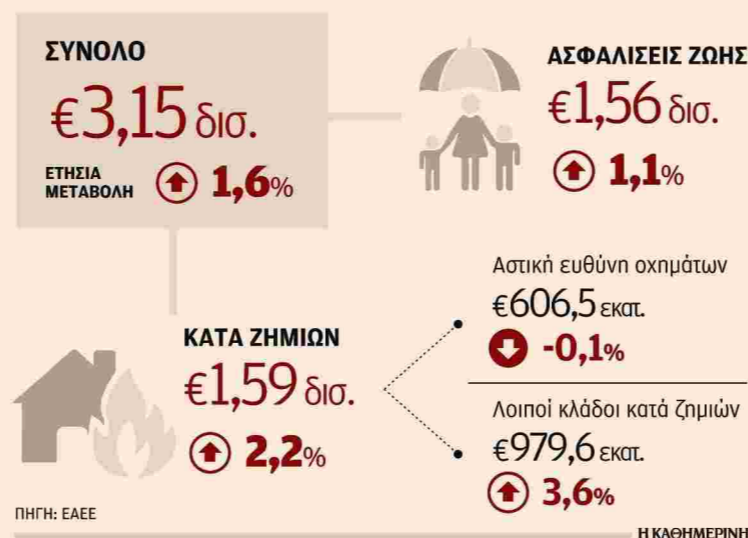 ΣΥΝΟΛΟ
€3,15 δισ.
ΕΤΗΣΙΑ
ΜΕΤΑΒΟΛΗ
1,6%
ΑΣΦΑΛΙΣΕΙΣ ΖΩΗΣ
€1,56 δισ.
1,1%
ΚΑΤΑ ΖΗΜΙΩΝ
€1,59 δισ.
2,2%
Αστική ευθύνη οχημάτων
€606,5 εκατ.
-0,1%
Λοιποί κλάδοι κατά ζημιών
€979,6 εκατ.
3,6%
ΠΗΓΗ: ΕΑΕΕ
Η ΚΑΘΗΜΕΡΙΝΗ